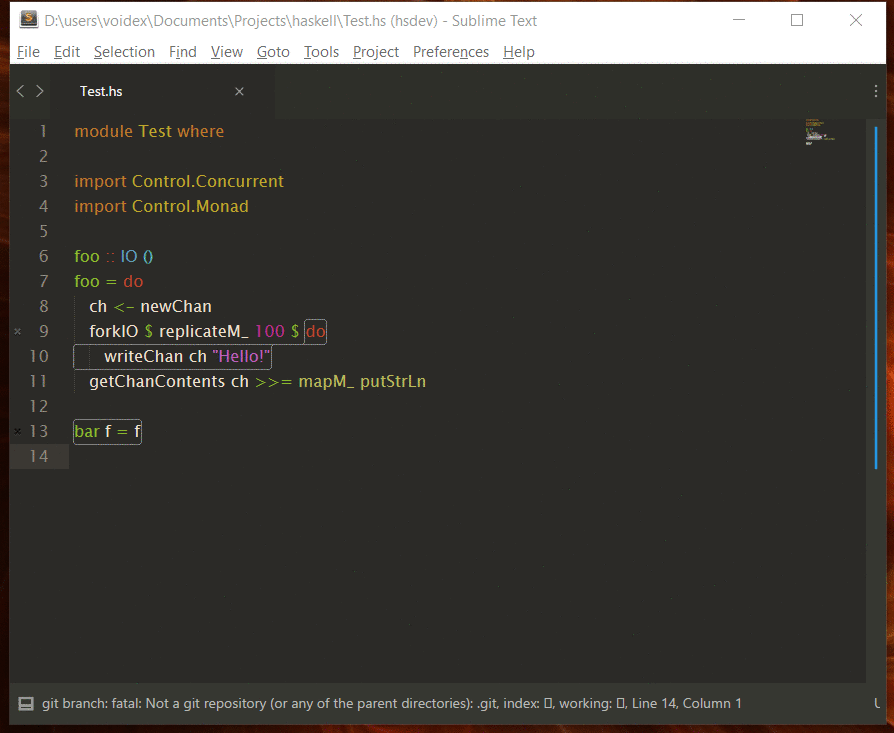 D:\users\voidex\Documents\Projects\haskell\Test.hs (hsdev) - Sublime Text
File Edit Selection Find View Goto Tools Project Preferences Help
Test.hs
1 module Test where
2
3 import Control.Concurrent
4 import Control.Monad
5
6 foo :: IO ()
7 foo = do
8 ch <- newChan
9 forkIO $ replicateM_ 100 $ do
10 writeChan ch "Hello!"
11 getChanContents ch >>= mapM_ putStrLn
12
13 bar f = f
14
git branch: fatal: Not a git repository (or any of the parent directories): .git, index: ▯, working: ▯, Line 14, Column 1